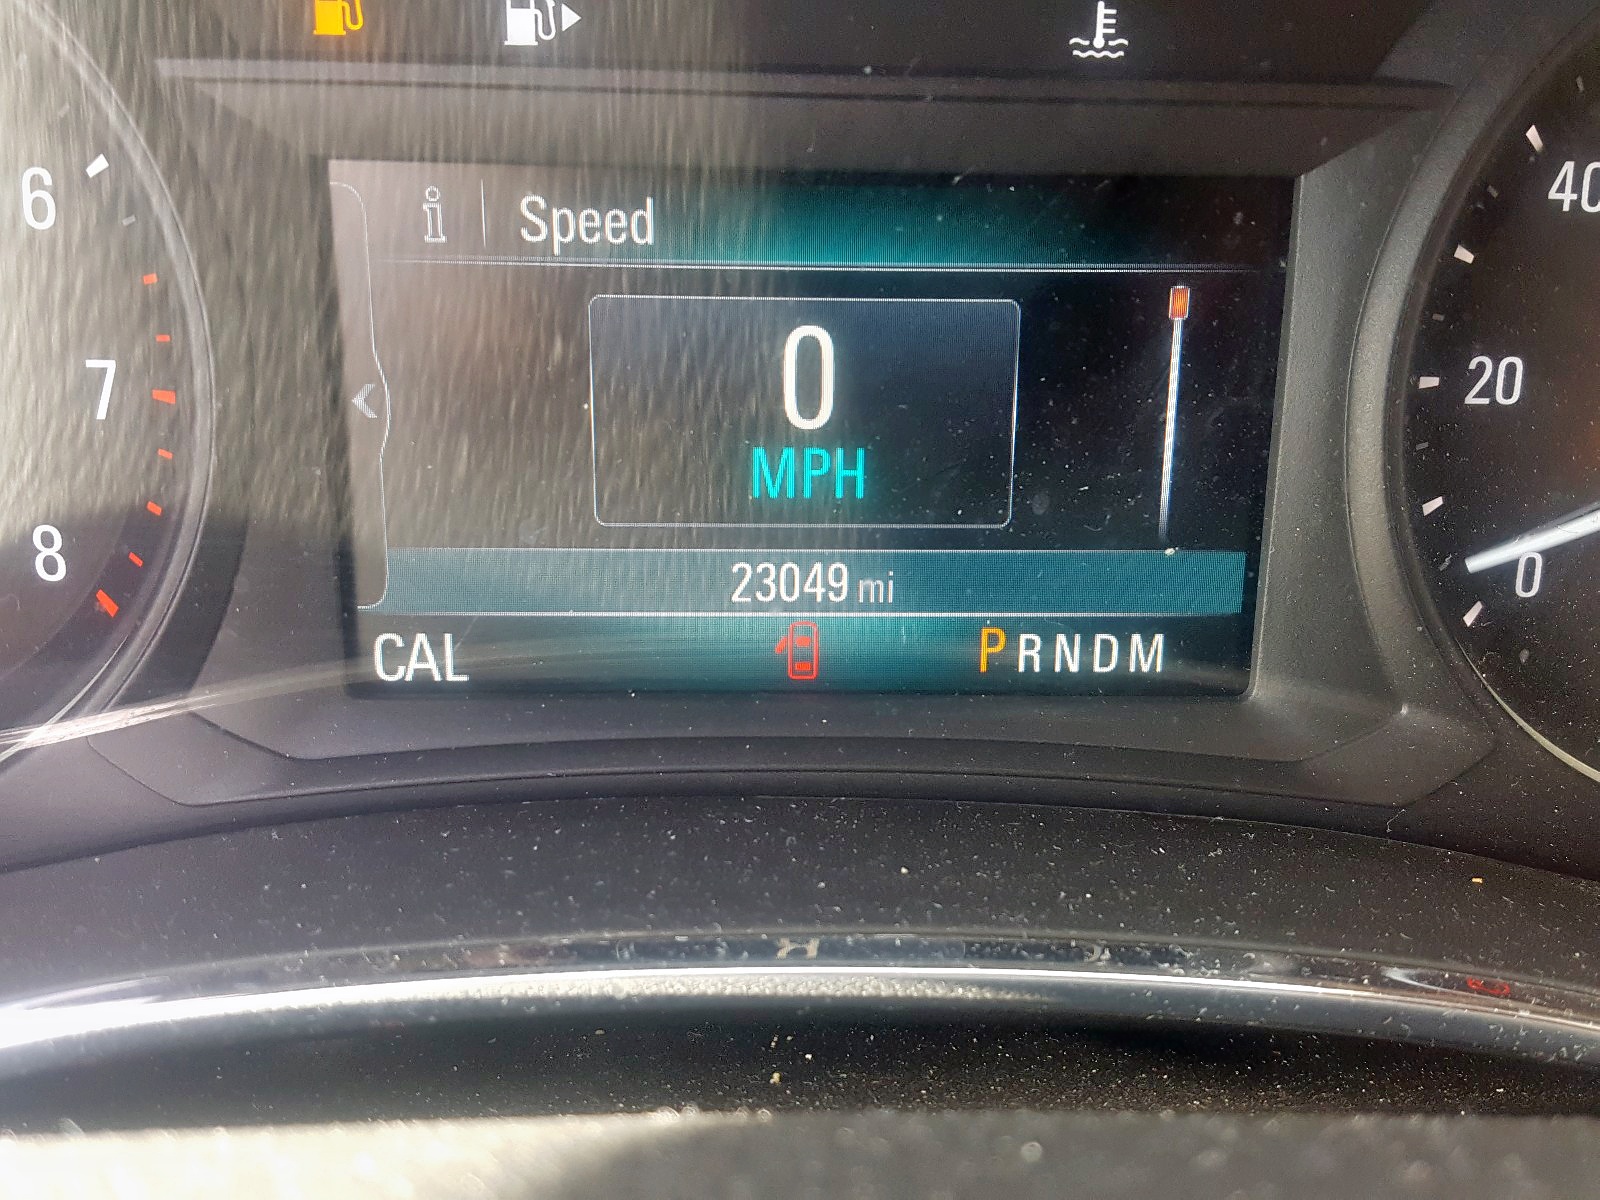 i Speed
6
7
8
0
MPH
40
20
0
23049 mi
CAL
PRNDM